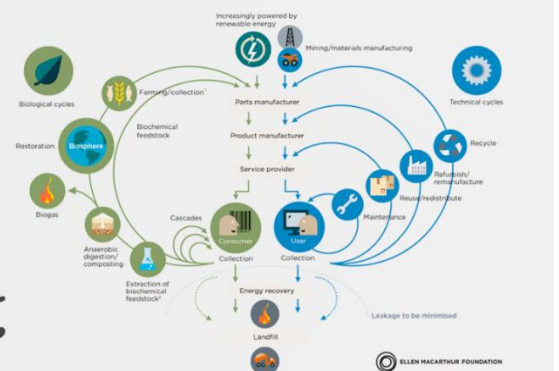 Increasingly powered by
renewable energy
Mining/materials manufacturing
Farming/collection¹
Biological cycles
Parts manufacturer
Technical cycles
Biochemical
feedstock
Product manufacturer
Restoration
Biosphere
Recycle
Service provider
Refurbish/
remanufacture
Reuse/redistribute
Biogas
Cascades
Maintenance
Consumer
User
Anaerobic
digestion/
composting
Collection
Collection
Extraction of
biochemical
feedstock²
Energy recovery
Leakage to be minimised
Landfill
ELLEN MACARTHUR FOUNDATION